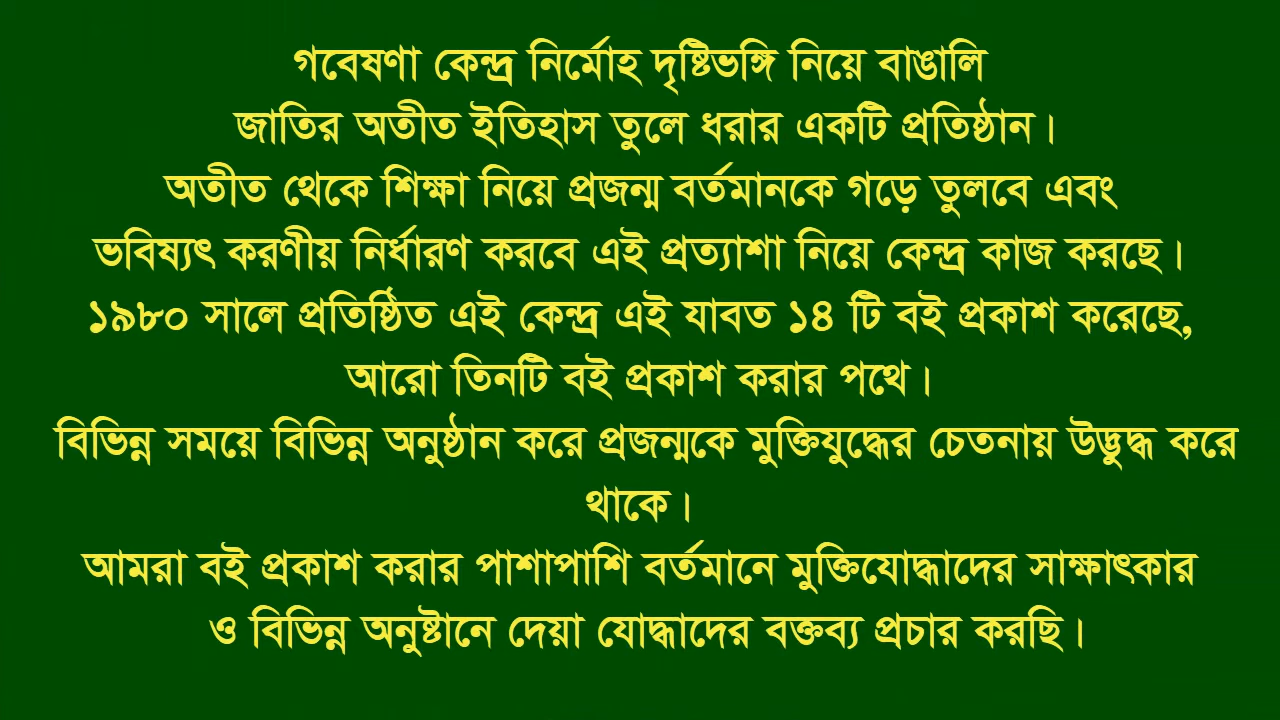 গবেষণা কেন্দ্র নির্মোহ দৃষ্টিভঙ্গি নিয়ে বাঙালি
জাতির অতীত ইতিহাস তুলে ধরার একটি প্রতিষ্ঠান।
অতীত থেকে শিক্ষা নিয়ে প্রজন্ম বর্তমানকে গড়ে তুলবে এবং
ভবিষ্যৎ করণীয় নির্ধারণ করবে এই প্রত্যাশা নিয়ে কেন্দ্র কাজ করছে।
১৯৮০ সালে প্রতিষ্ঠিত এই কেন্দ্র এই যাবত ১৪ টি বই প্রকাশ করেছে,
আরো তিনটি বই প্রকাশ করার পথে।
বিভিন্ন সময়ে বিভিন্ন অনুষ্ঠান করে প্রজন্মকে মুক্তিযুদ্ধের চেতনায় উদ্ভুদ্ধ করে
থাকে।
আমরা বই প্রকাশ করার পাশাপাশি বর্তমানে মুক্তিযোদ্ধাদের সাক্ষাৎকার
ও বিভিন্ন অনুষ্টানে দেয়া যোদ্ধাদের বক্তব্য প্রচার করছি।